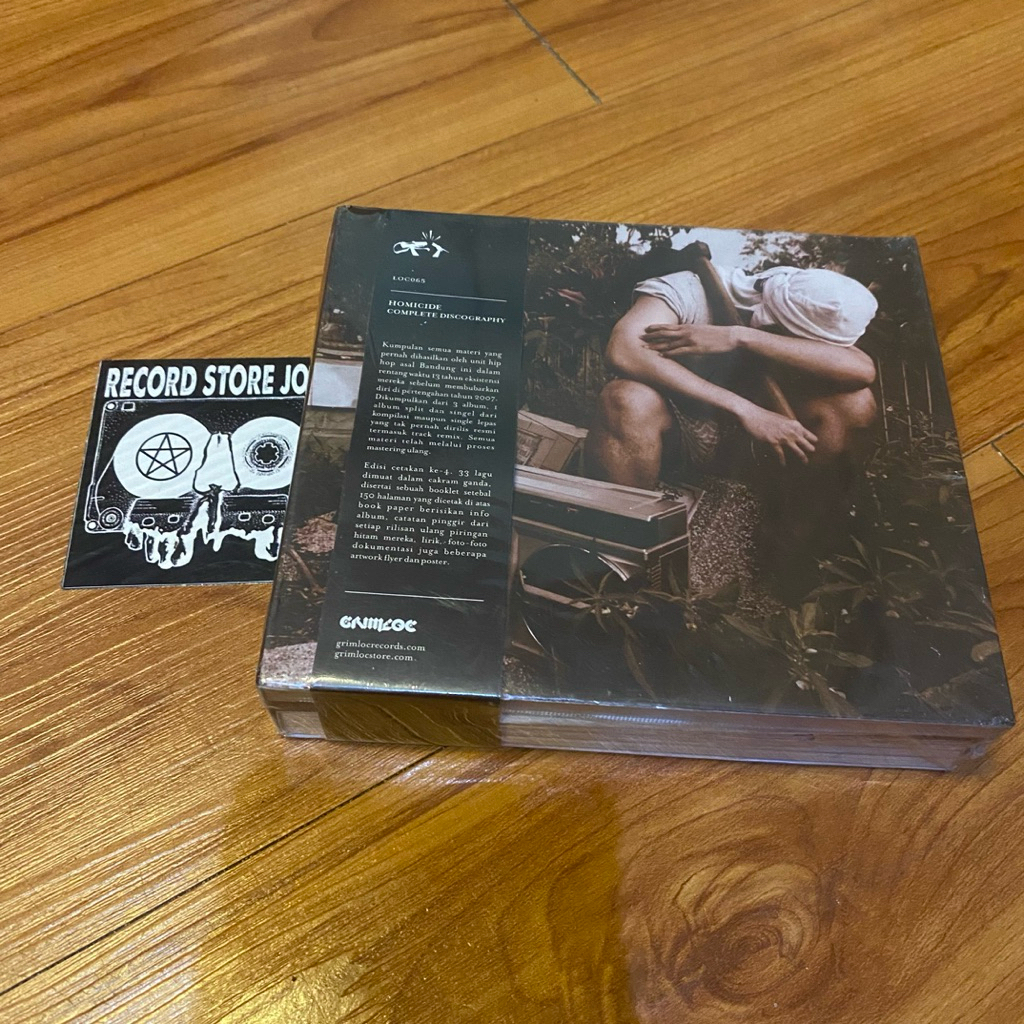 RECORD STORE JO
LOC065
HOMICIDE
COMPLETE DISCOGRAPHY
Kumpulan semua materi yang
pernah dihasilkan oleh unit hip
hop asal Bandung ini dalam
rentang waktu 13 tahun eksistensi
mereka sebelum membubarkan
diri di pertengahan tahun 2007.
Dikumpulkan dari 3 album, 1
album split dan singel dari
kompilasi maupun single lepas
yang tak pernah dirilis resmi
termasuk track remix. Semua
materi telah melalui proses
mastering ulang.
Edisi cetakan ke-4. 33 lagu
dimuat dalam cakram ganda,
disertai sebuah booklet setebal
150 halaman yang dicetak di atas
book paper berisikan info
album, catatan pinggir dari
setiap rilisan ulang piringan
hitam mereka, lirik, foto-foto
dokumentasi juga beberapa
artwork flyer dan poster.
GRIMLOC
grimlocrecords.com
grimlocstore.com